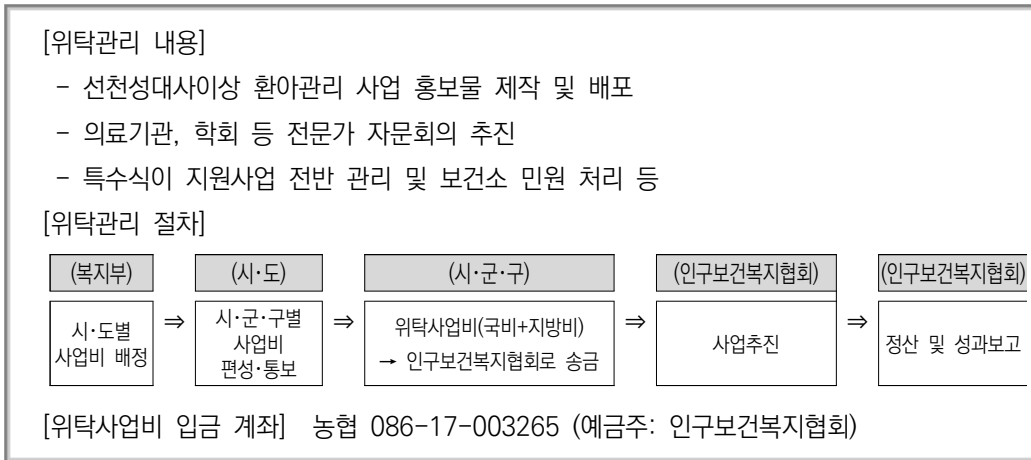 [위탁관리 내용]
- 선천성대사이상 환아관리 사업 홍보물 제작 및 배포
- 의료기관, 학회 등 전문가 자문회의 추진
- 특수식이 지원사업 전반 관리 및 보건소 민원 처리 등
[위탁관리 절차]
(복지부)
시·도별
사업비 배정
⇒
(시·도)
시·군·구별
사업비
편성·통보
⇒
(시·군·구)
위탁사업비(국비+지방비)
→ 인구보건복지협회로 송금
⇒
(인구보건복지협회)
사업추진
⇒
(인구보건복지협회)
정산 및 성과보고
[위탁사업비 입금 계좌] 농협 086-17-003265 (예금주: 인구보건복지협회)